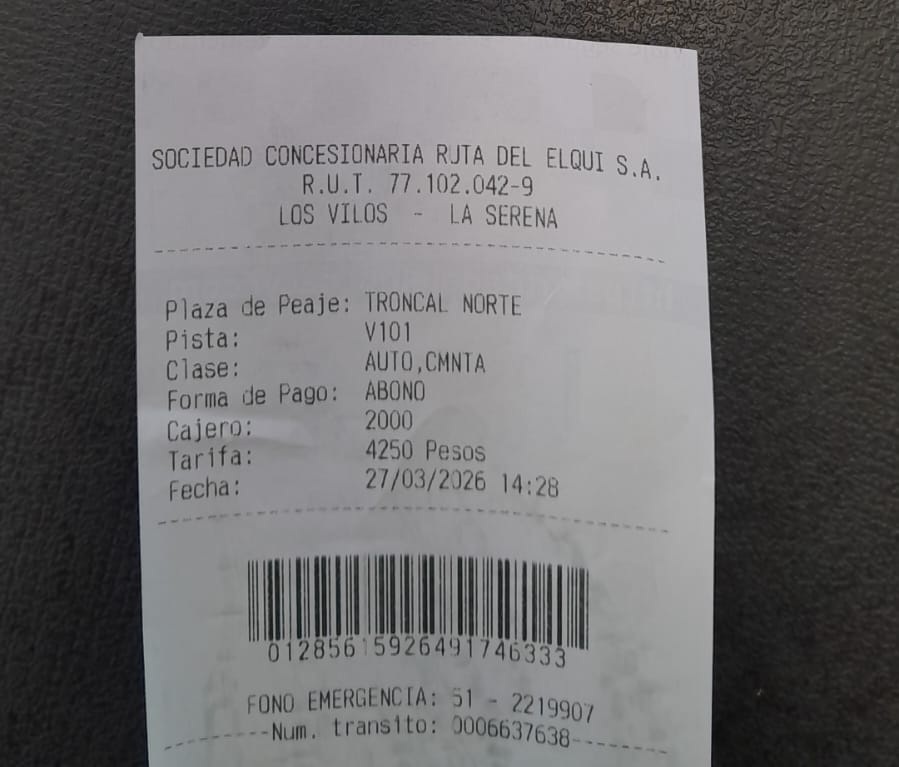 SOCIEDAD CONCESIONARIA RUTA DEL ELQUI S.A.
R.U.T. 77.102.042-9
LOS VILOS - LA SERENA
Plaza de Peaje: TRONCAL NORTE
Pista: V101
Clase: AUTO,CMNTA
Forma de Pago: ABONO
Cajero: 2000
Tarifa: 4250 Pesos
Fecha: 27/03/2026 14:28
01285615926491746333
FONO EMERGENCIA: 51 - 2219907
Num. transito: 0006637638